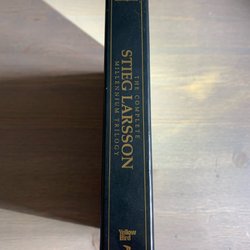 THE COMPLETE
STIEG LARSSON
MILLENNIUM TRILOGY
Yellow
Bird